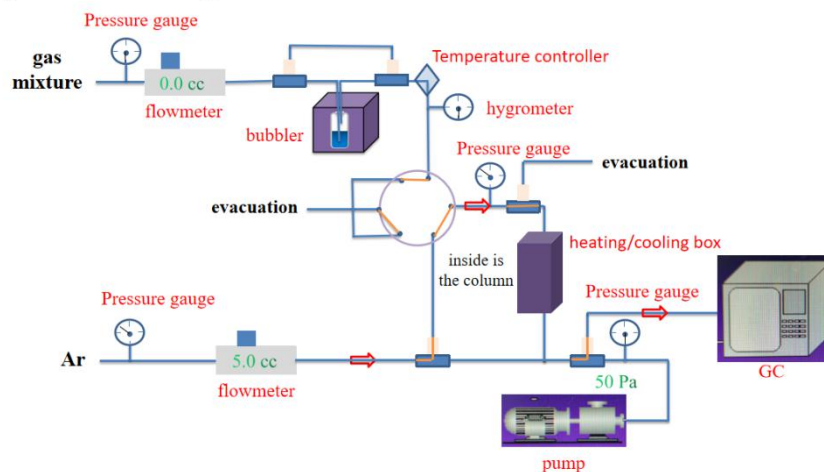 Pressure gauge
gas
mixture
0.0 cc
flowmeter
bubbler
Temperature controller
hygrometer
Pressure gauge
evacuation
evacuation
heating/cooling box
inside is
the column
Pressure gauge
Pressure gauge
Ar
5.0 cc
flowmeter
50 Pa
GC
pump